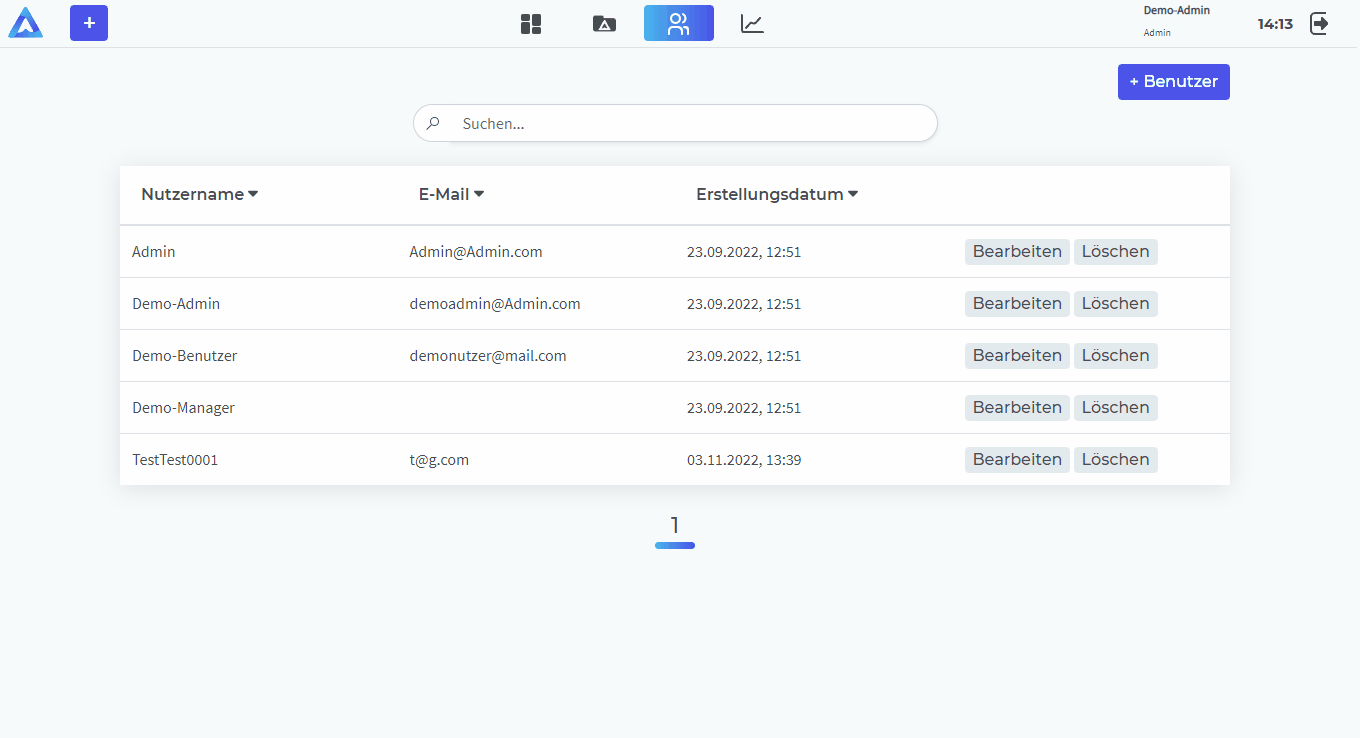 +
Demo-Admin
Admin
14:13
+ Benutzer
Suchen...
Nutzername E-Mail Erstellungsdatum
Admin Admin@Admin.com 23.09.2022, 12:51 Bearbeiten Löschen
Demo-Admin demoadmin@Admin.com 23.09.2022, 12:51 Bearbeiten Löschen
Demo-Benutzer demonutzer@mail.com 23.09.2022, 12:51 Bearbeiten Löschen
Demo-Manager 23.09.2022, 12:51 Bearbeiten Löschen
TestTest0001 t@g.com 03.11.2022, 13:39 Bearbeiten Löschen
1